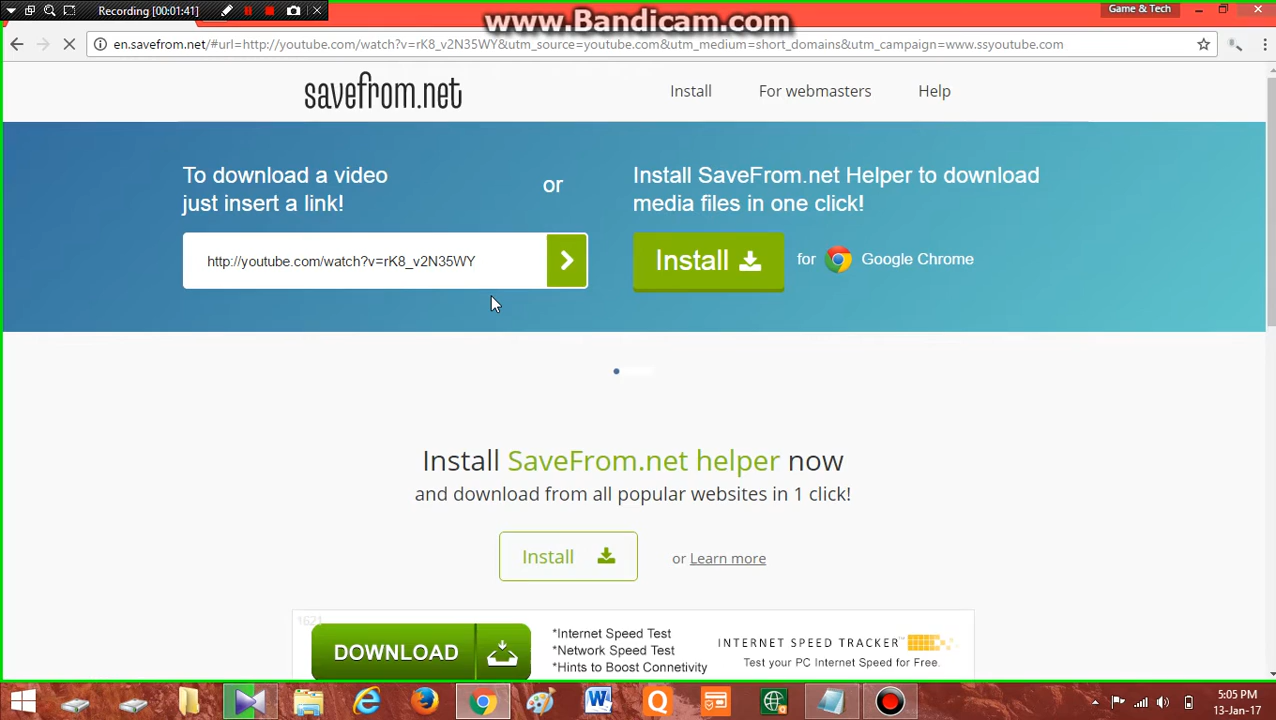 Recording [00:01:41]
www.Bandicam.com
Game & Tech
en.savefrom.net/#url=http://youtube.com/watch?v=rK8_v2N35WY&utm_source=youtube.com&utm_medium=short_domains&utm_campaign=www.ssyoutube.com
savefrom.net
Install
For webmasters
Help
To download a video
just insert a link!
or
Install SaveFrom.net Helper to download
media files in one click!
http://youtube.com/watch?v=rK8_v2N35WY
Install
for
Google Chrome
Install SaveFrom.net helper now
and download from all popular websites in 1 click!
Install
or Learn more
1621
DOWNLOAD
*Internet Speed Test
*Network Speed Test
*Hints to Boost Connetivity
INTERNET SPEED TRACKER™
Test your PC Internet Speed for Free.
5:05 PM
13-Jan-17